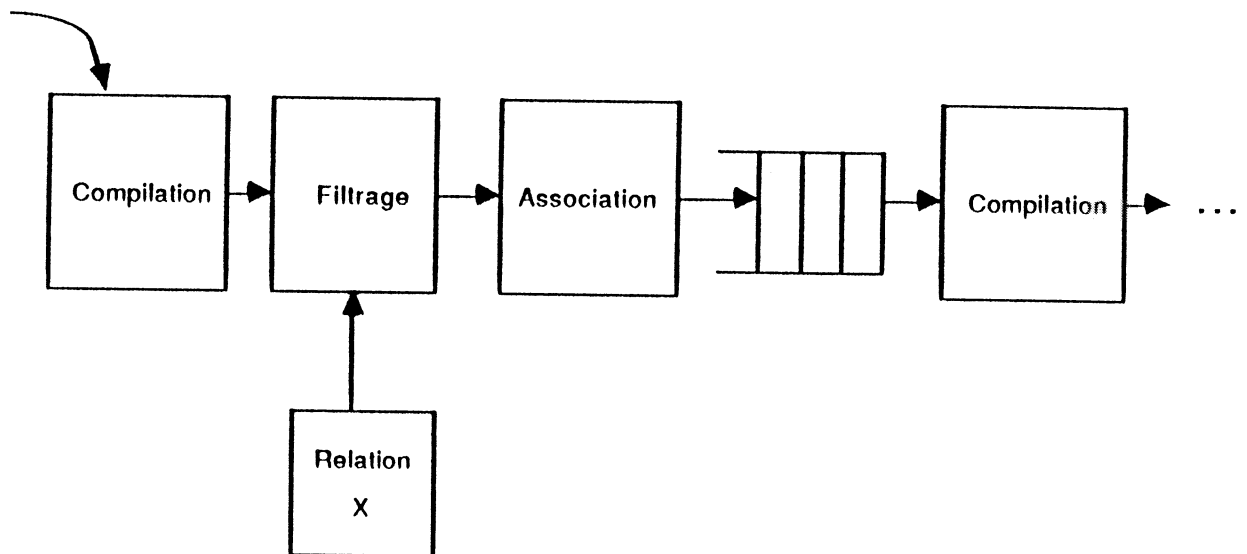 Compilation
Filtrage
Association
Compilation
...
Relation
X